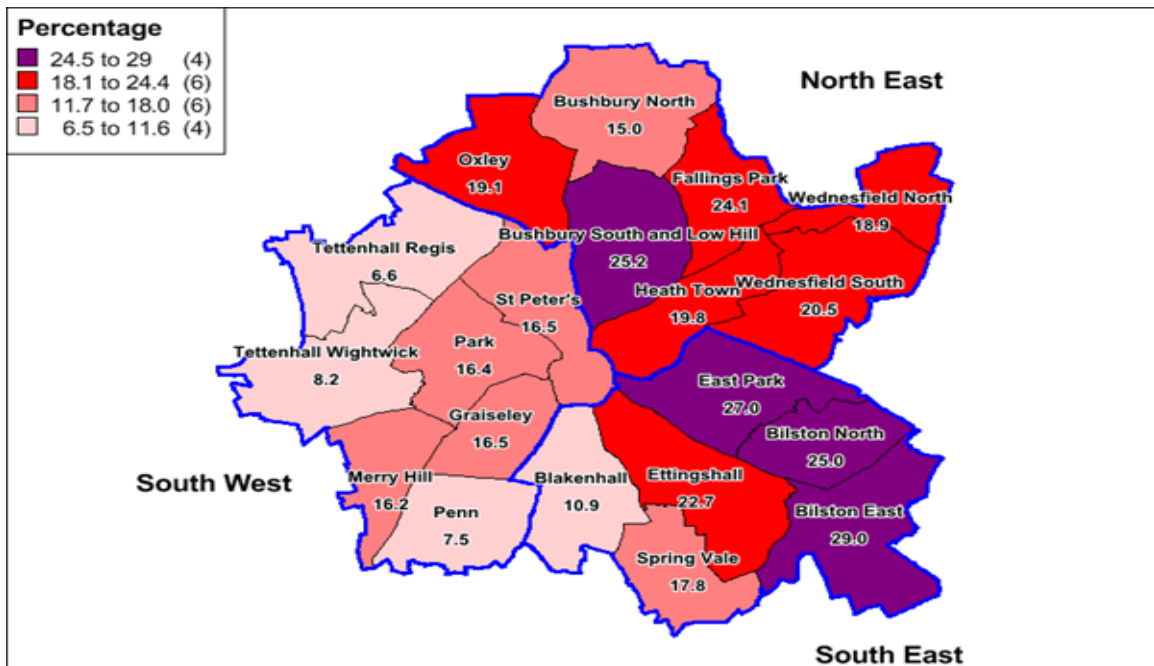 Percentage
24.5 to 29 (4)
18.1 to 24.4 (6)
11.7 to 18.0 (6)
6.5 to 11.6 (4)
North East
Bushbury North
15.0
Oxley
19.1
Fallings Park
24.1
Wednesfield North
18.9
Bushbury South and Low Hill
25.2
Tettenhall Regis
6.6
Heath Town
19.8
Wednesfield South
20.5
St Peter's
16.5
Park
16.4
Tettenhall Wightwick
8.2
East Park
27.0
Graiseley
16.5
Bilston North
25.0
South West
Merry Hill
16.2
Blakenhall
10.9
Ettingshall
22.7
Penn
7.5
Bilston East
29.0
Spring Vale
17.8
South East